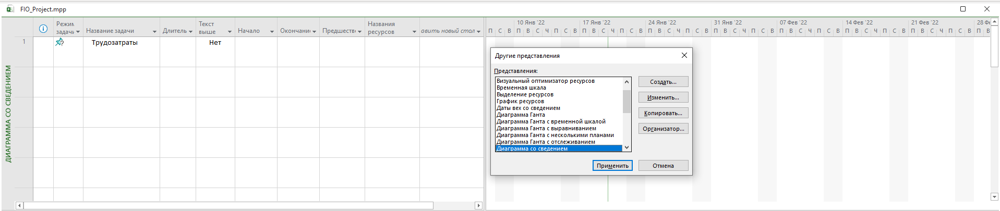 FIO_Project.mpp
ДИАГРАММА СО СВЕДЕНИЕМ
Режим задачи
Название задачи
Длитель
Текст выше
Начало
Окончани
Предшеств
Названия ресурсов
авить новый стол
10 Янв '22 17 Янв '22 24 Янв '22 31 Янв '22 07 Фев '22 14 Фев '22 21 Фев '22 28 Фе
П С В П С Ч П С В П С Ч П С В П С Ч П С В П С Ч П С В П С Ч П С В П С Ч П С В П С Ч П С В П В
1 ? Трудозатраты Нет
Другие представления
Представления:
Визуальный оптимизатор ресурсов
Временная шкала
Выделение ресурсов
График ресурсов
Даты вех со сведением
Диаграмма Ганта
Диаграмма Ганта с временной шкалой
Диаграмма Ганта с выравниванием
Диаграмма Ганта с несколькими планами
Диаграмма Ганта с отслеживанием
Диаграмма со сведением
Создать...
Изменить...
Копировать...
Организатор...
Применить
Отмена